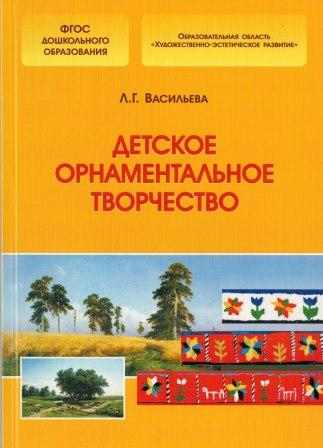 ФГОС
ДОШКОЛЬНОГО
ОБРАЗОВАНИЯ
Образовательная область
«Художественно-эстетическое развитие»
Л.Г. Васильева
ДЕТСКОЕ
ОРНАМЕНТАЛЬНОЕ
ТВОРЧЕСТВО